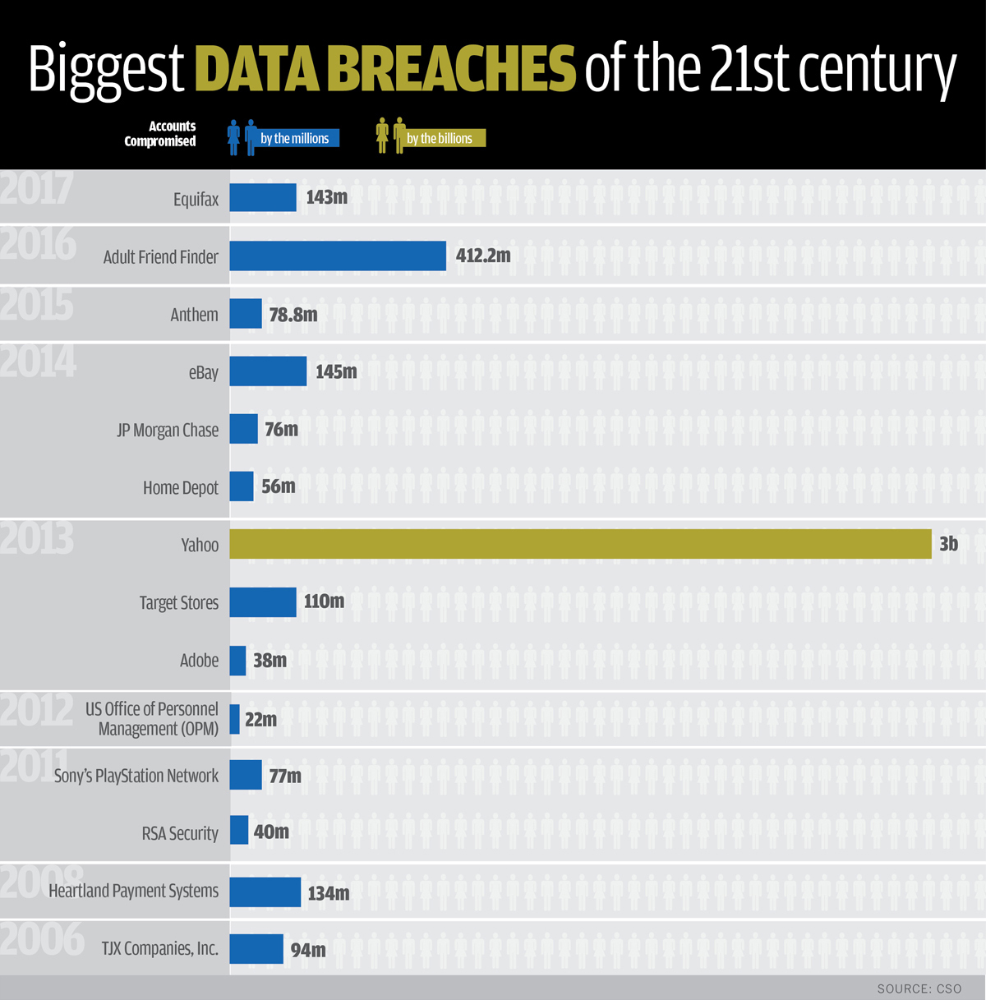 Biggest DATA BREACHES of the 21st century
Accounts
Compromised
by the millions
by the billions
2017
Equifax
143m
2016
Adult Friend Finder
412.2m
2015
Anthem
78.8m
2014
eBay
145m
JP Morgan Chase
76m
Home Depot
56m
2013
Yahoo
3b
Target Stores
110m
Adobe
38m
2012
US Office of Personnel
Management (OPM)
22m
2011
Sony's PlayStation Network
77m
RSA Security
40m
2008
Heartland Payment Systems
134m
2006
TJX Companies, Inc.
94m
SOURCE: CSO